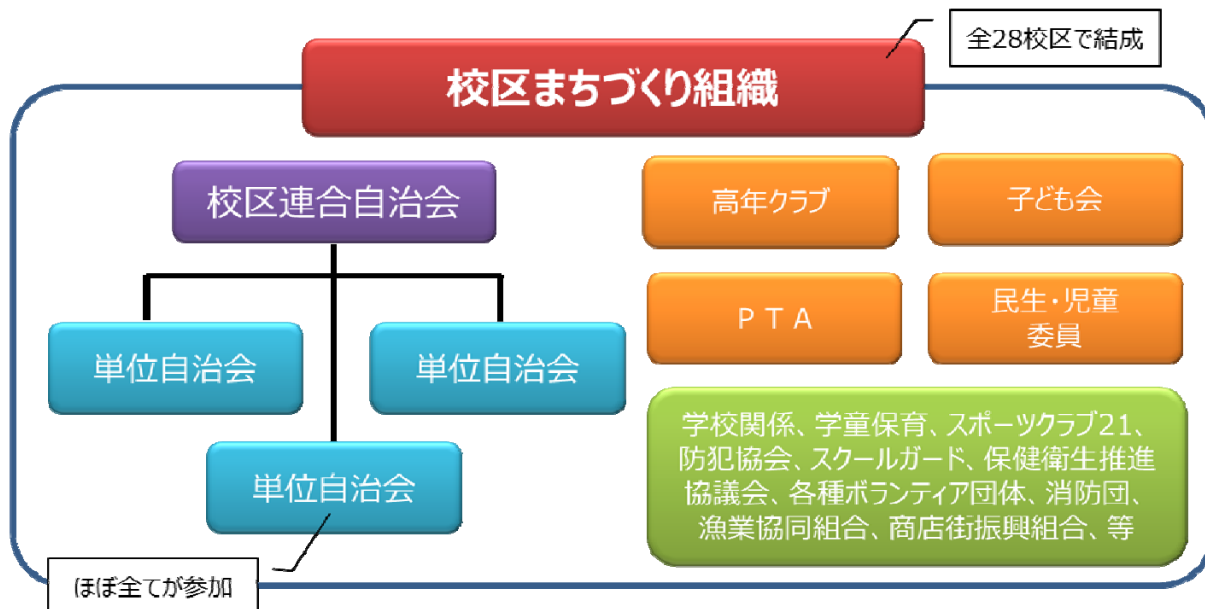 全28校区で結成
校区まちづくり組織
校区連合自治会
単位自治会
単位自治会
単位自治会
ほぼ全てが参加
高年クラブ
子ども会
ＰＴＡ
民生・児童
委員
学校関係、学童保育、スポーツクラブ21、
防犯協会、スクールガード、保健衛生推進
協議会、各種ボランティア団体、消防団、
漁業協同組合、商店街振興組合、等